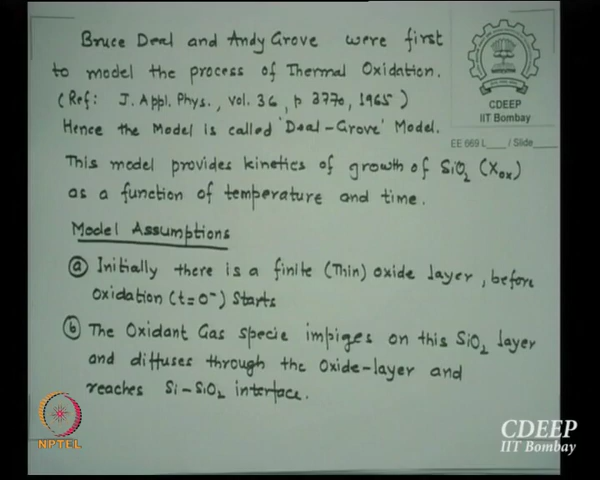 Bruce Deal and Andy Grove were first
to model the process of Thermal Oxidation.
(Ref: J. Appl. Phys., Vol. 36, p 3770, 1965)
Hence the Model is called 'Deal-Grove' Model.
This model provides kinetics of growth of SiO2 (Xox)
as a function of temperature and time.
Model Assumptions
(a) Initially there is a finite (Thin) oxide layer, before
oxidation (t=0-) starts
(b) The Oxidant Gas specie impiges on this SiO2 layer
and diffuses through the Oxide-layer and
reaches Si-SiO2 interface.
CDEEP
IIT Bombay
EE 669 L___ / Slide____
NPTEL
CDEEP
IIT Bombay